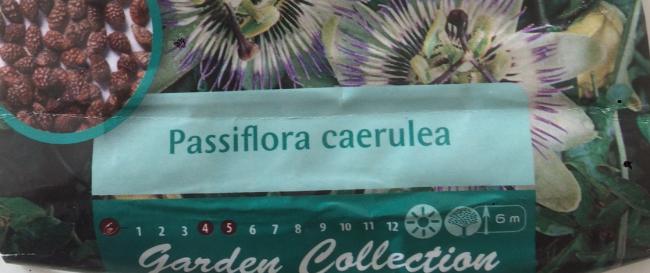 Passiflora caerulea
1 2 3 4 5 6 7 8 9 10 11 12 6 m
Garden Collection